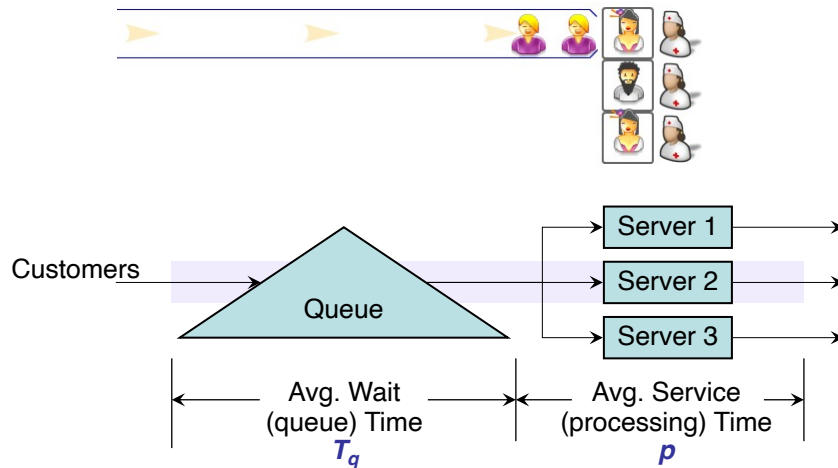 Server 1
Customers
Server 2
Queue
Server 3
Avg. Wait
(queue) Time
Tq
Avg. Service
(processing) Time
p